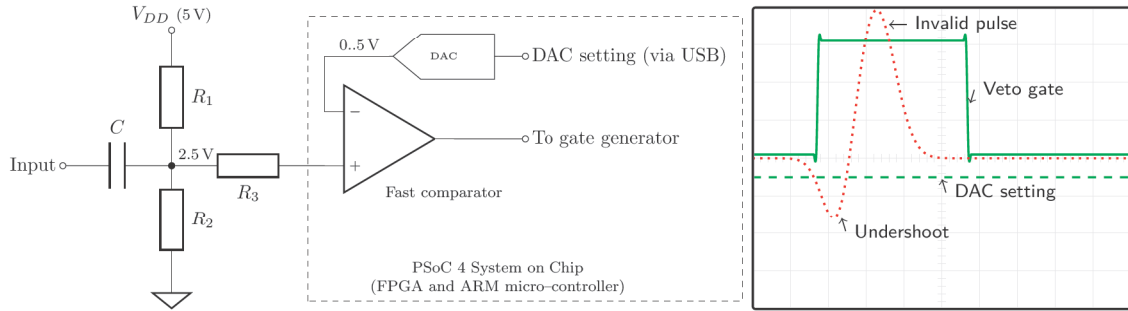 V_DD (5 V)
0..5 V
DAC
DAC setting (via USB)
R_1
C
2.5 V
−
Input
+
R_3
To gate generator
Fast comparator
R_2
PSoC 4 System on Chip
(FPGA and ARM micro–controller)
Invalid pulse
Veto gate
DAC setting
Undershoot